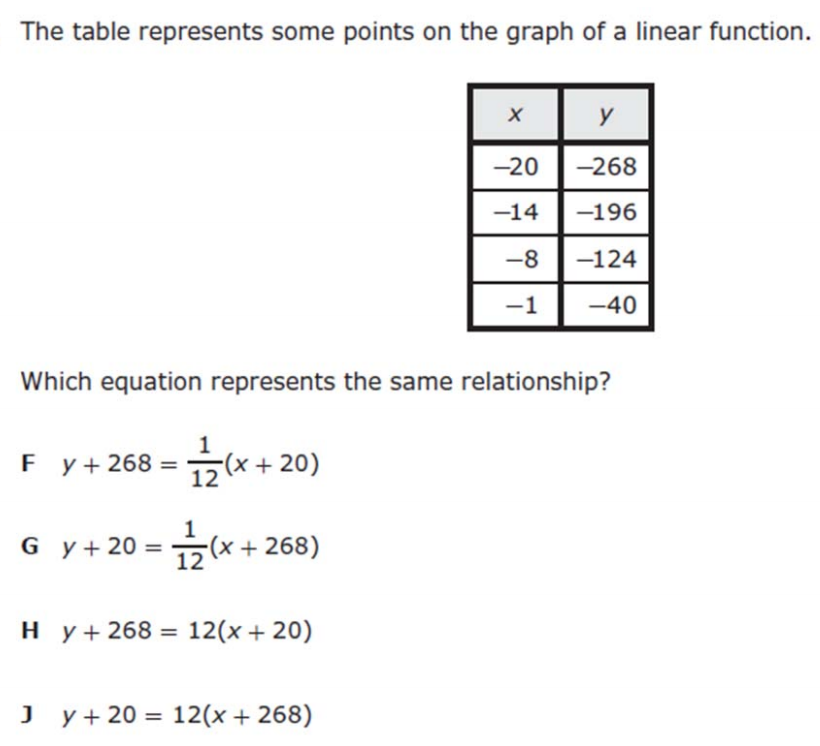 The table represents some points on the graph of a linear function.
x y
–20 –268
–14 –196
–8 –124
–1 –40
Which equation represents the same relationship?
F y + 268 = 1/12(x + 20)
G y + 20 = 1/12(x + 268)
H y + 268 = 12(x + 20)
J y + 20 = 12(x + 268)